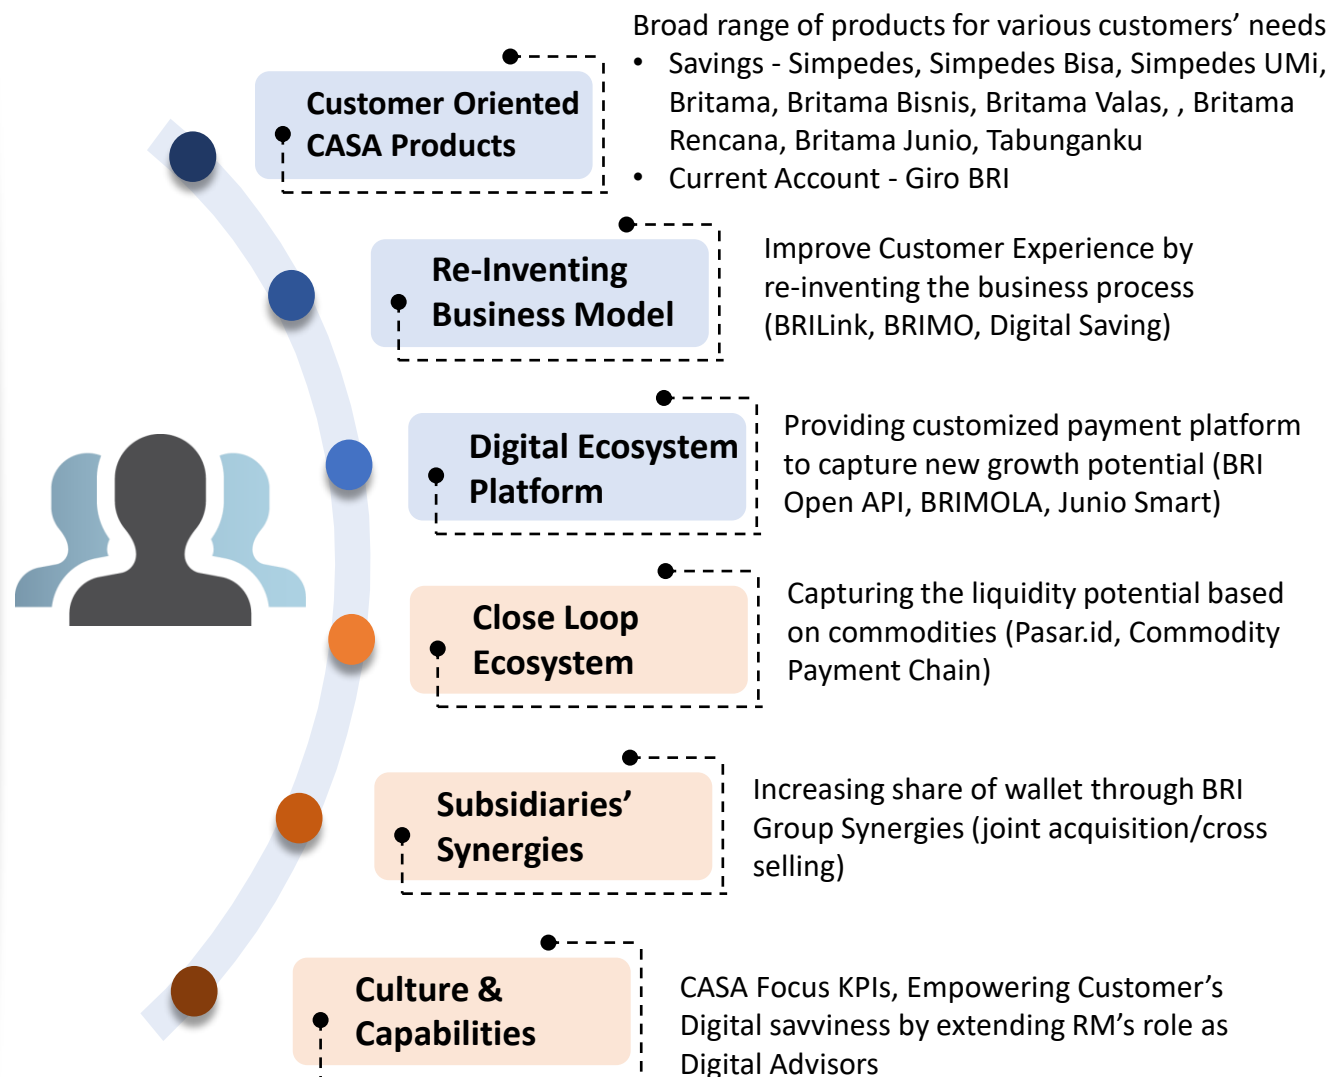 Broad range of products for various customers’ needs
• Savings - Simpedes, Simpedes Bisa, Simpedes UMi,
Britama, Britama Bisnis, Britama Valas, , Britama
Rencana, Britama Junio, Tabunganku
• Current Account - Giro BRI
Customer Oriented
CASA Products
Re-Inventing
Business Model
Improve Customer Experience by
re-inventing the business process
(BRILink, BRIMO, Digital Saving)
Digital Ecosystem
Platform
Providing customized payment platform
to capture new growth potential (BRI
Open API, BRIMOLA, Junio Smart)
Close Loop
Ecosystem
Capturing the liquidity potential based
on commodities (Pasar.id, Commodity
Payment Chain)
Subsidiaries’
Synergies
Increasing share of wallet through BRI
Group Synergies (joint acquisition/cross
selling)
Culture &
Capabilities
CASA Focus KPIs, Empowering Customer’s
Digital savviness by extending RM’s role as
Digital Advisors